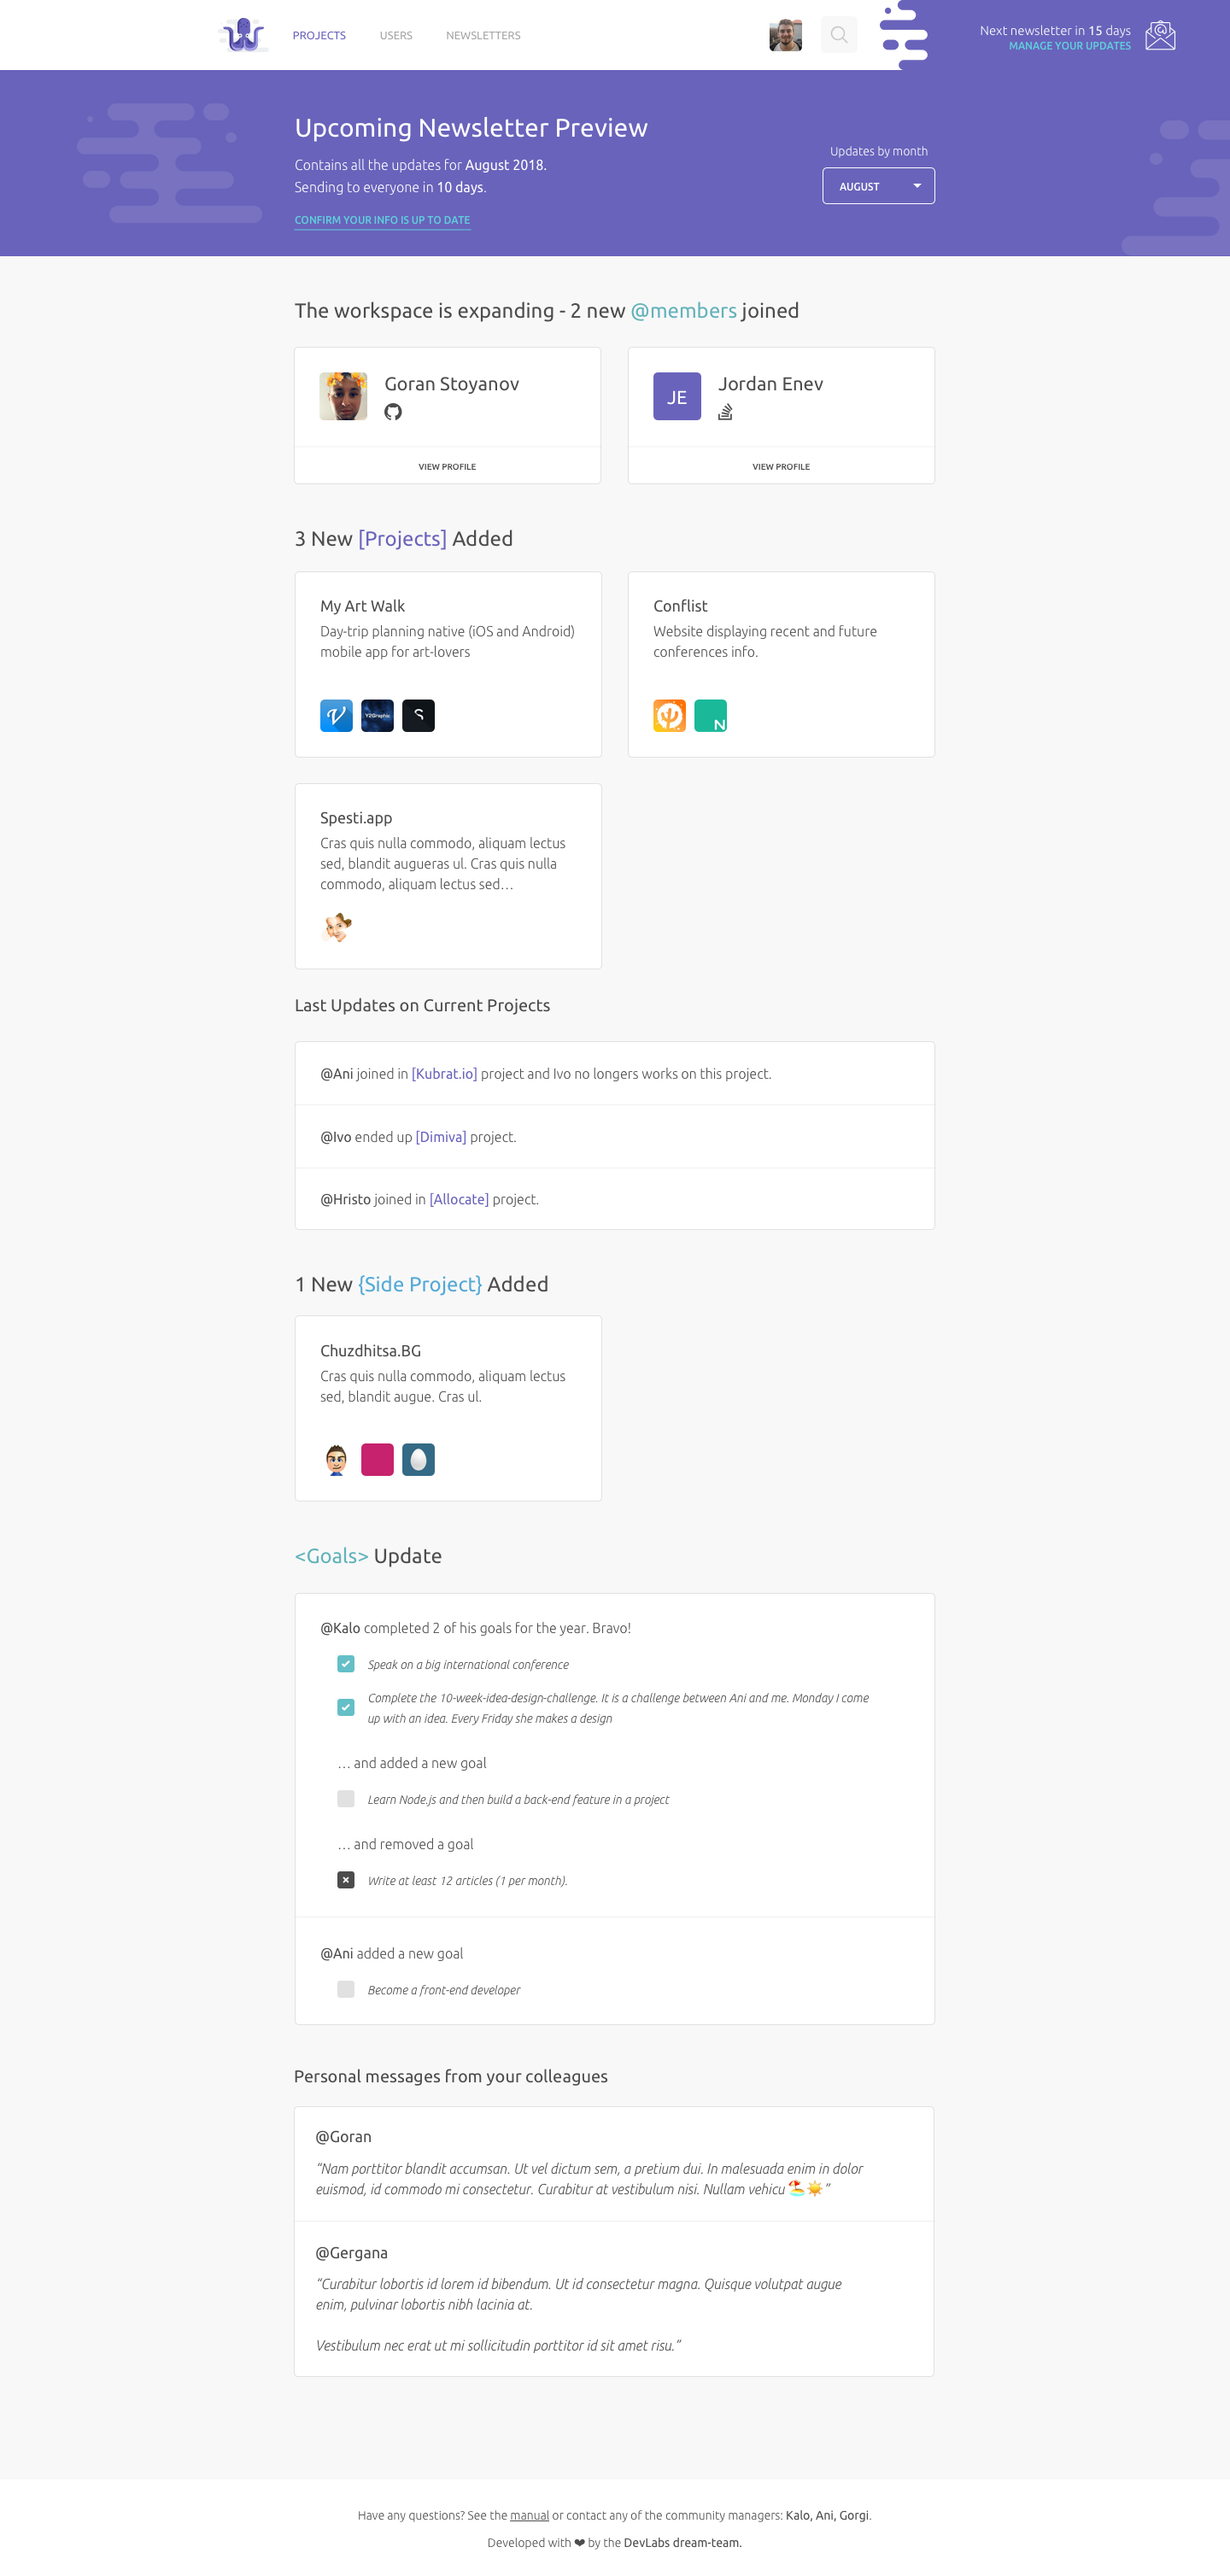 PROJECTS USERS NEWSLETTERS
Next newsletter in 15 days
MANAGE YOUR UPDATES
Upcoming Newsletter Preview
Contains all the updates for August 2018.
Sending to everyone in 10 days.
CONFIRM YOUR INFO IS UP TO DATE
Updates by month
AUGUST
The workspace is expanding - 2 new @members joined
Goran Stoyanov
VIEW PROFILE
JE
Jordan Enev
VIEW PROFILE
3 New [Projects] Added
My Art Walk
Day-trip planning native (iOS and Android)
mobile app for art-lovers
V
YZGraphic
S
Conflist
Website displaying recent and future
conferences info.
N
Spesti.app
Cras quis nulla commodo, aliquam lectus
sed, blandit augueras ul. Cras quis nulla
commodo, aliquam lectus sed…
Last Updates on Current Projects
@Ani joined in [Kubrat.io] project and Ivo no longers works on this project.
@Ivo ended up [Dimiva] project.
@Hristo joined in [Allocate] project.
1 New {Side Project} Added
Chuzdhitsa.BG
Cras quis nulla commodo, aliquam lectus
sed, blandit augue. Cras ul.
<Goals> Update
@Kalo completed 2 of his goals for the year. Bravo!
Speak on a big international conference
Complete the 10-week-idea-design-challenge. It is a challenge between Ani and me. Monday I come
up with an idea. Every Friday she makes a design
… and added a new goal
Learn Node.js and then build a back-end feature in a project
… and removed a goal
Write at least 12 articles (1 per month).
@Ani added a new goal
Become a front-end developer
Personal messages from your colleagues
@Goran
“Nam porttitor blandit accumsan. Ut vel dictum sem, a pretium dui. In malesuada enim in dolor
euismod, id commodo mi consectetur. Curabitur at vestibulum nisi. Nullam vehicu 🏖☀️”
@Gergana
“Curabitur lobortis id lorem id bibendum. Ut id consectetur magna. Quisque volutpat augue
enim, pulvinar lobortis nibh lacinia at.
Vestibulum nec erat ut mi sollicitudin porttitor id sit amet risu.”
Have any questions? See the manual or contact any of the community managers: Kalo, Ani, Gorgi.
Developed with ❤ by the DevLabs dream-team.